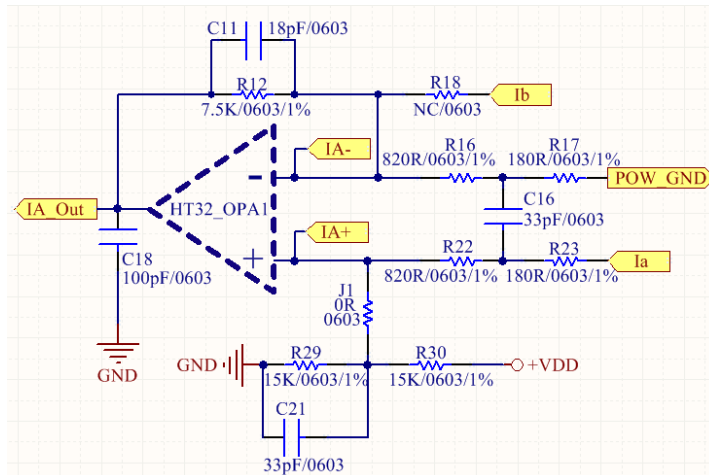 C11
18pF/0603
R12
7.5K/0603/1%
R18
NC/0603
Ib
IA-
R16
820R/0603/1%
R17
180R/0603/1%
POW_GND
IA_Out
HT32_OPA1
-
C16
33pF/0603
IA+
+
C18
100pF/0603
R22
820R/0603/1%
R23
180R/0603/1%
Ia
J1
0R
0603
GND
GND
R29
15K/0603/1%
R30
15K/0603/1%
+VDD
C21
33pF/0603